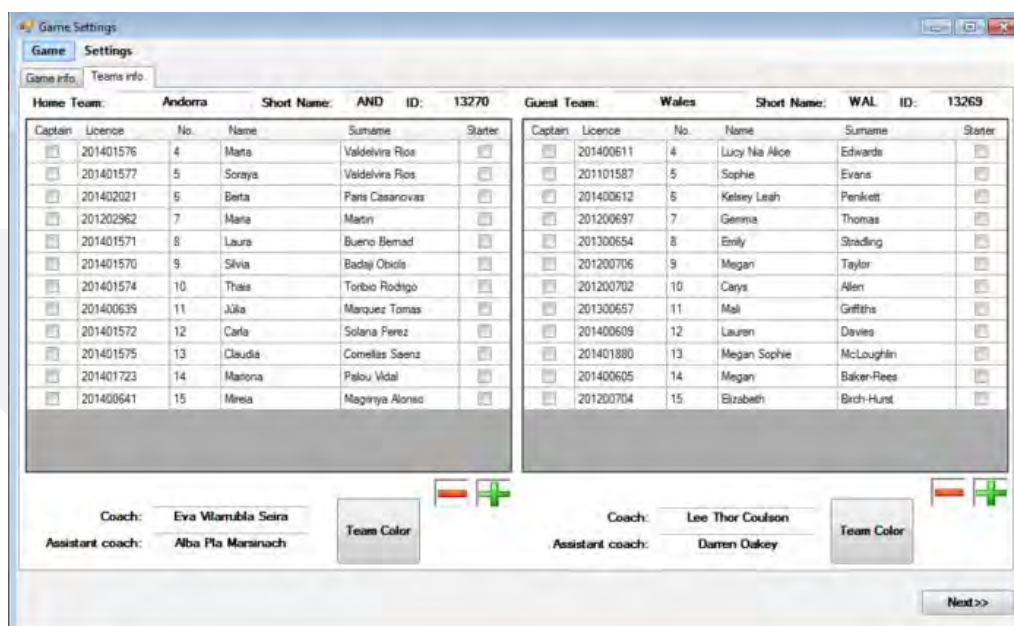 Game Settings
Game Settings
Game info Teams info
Home Team: Andorra Short Name: AND ID: 13270 Guest Team: Wales Short Name: WAL ID: 13269
Captain Licence No. Name Surname Starter Captain Licence No. Name Surname Starter
201401576 4 Marta Valdelvira Rios 201400611 4 Lucy Nia Alice Edwards
201401577 5 Soraya Valdelvira Rios 201101587 5 Sophie Evans
201402021 6 Berta Paris Casanovas 201400612 6 Kelsey Leah Penikett
201202962 7 Maria Martin 201200697 7 Gemma Thomas
201401571 8 Laura Bueno Bernad 201300654 8 Emily Stradling
201401570 9 Silvia Badaji Obiols 201200706 9 Megan Taylor
201401574 10 Thais Toribio Rodrigo 201200702 10 Carys Allen
201400639 11 Júlia Marquez Tomas 201300657 11 Mali Griffiths
201401572 12 Carla Solana Perez 201400609 12 Lauren Davies
201401575 13 Claudia Comellas Saenz 201401880 13 Megan Sophie McLoughlin
201401723 14 Mariona Palou Vidal 201400605 14 Megan Baker-Rees
201400641 15 Mireia Magrinya Alonso 201200704 15 Elizabeth Birch-Hurst
Coach: Eva Vilarrubla Seira Team Color Coach: Lee Thor Coulson Team Color
Assistant coach: Alba Pla Marsinach Assistant coach: Darren Oakey
Next>>